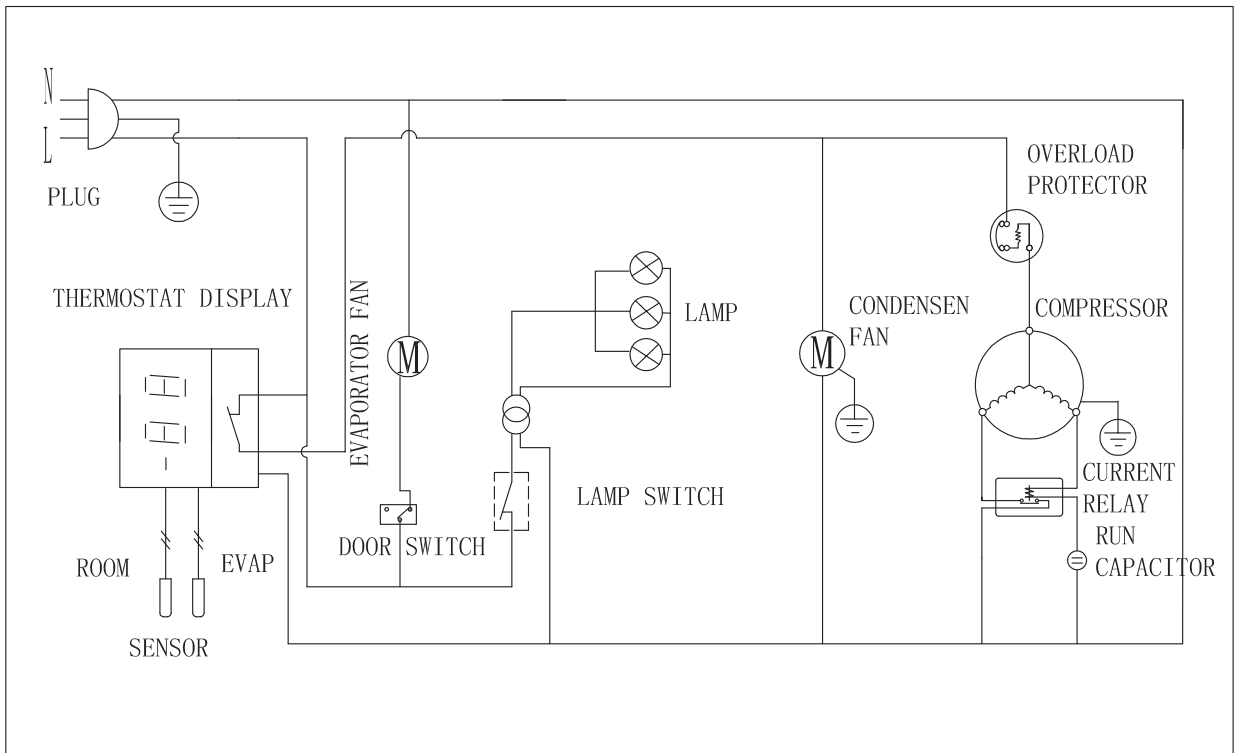 N
L
PLUG
OVERLOAD
PROTECTOR
THERMOSTAT DISPLAY
EVAPORATOR FAN
M
LAMP
M
CONDENSEN
FAN
COMPRESSOR
LAMP SWITCH
DOOR SWITCH
CURRENT
RELAY
RUN
CAPACITOR
ROOM
EVAP
SENSOR